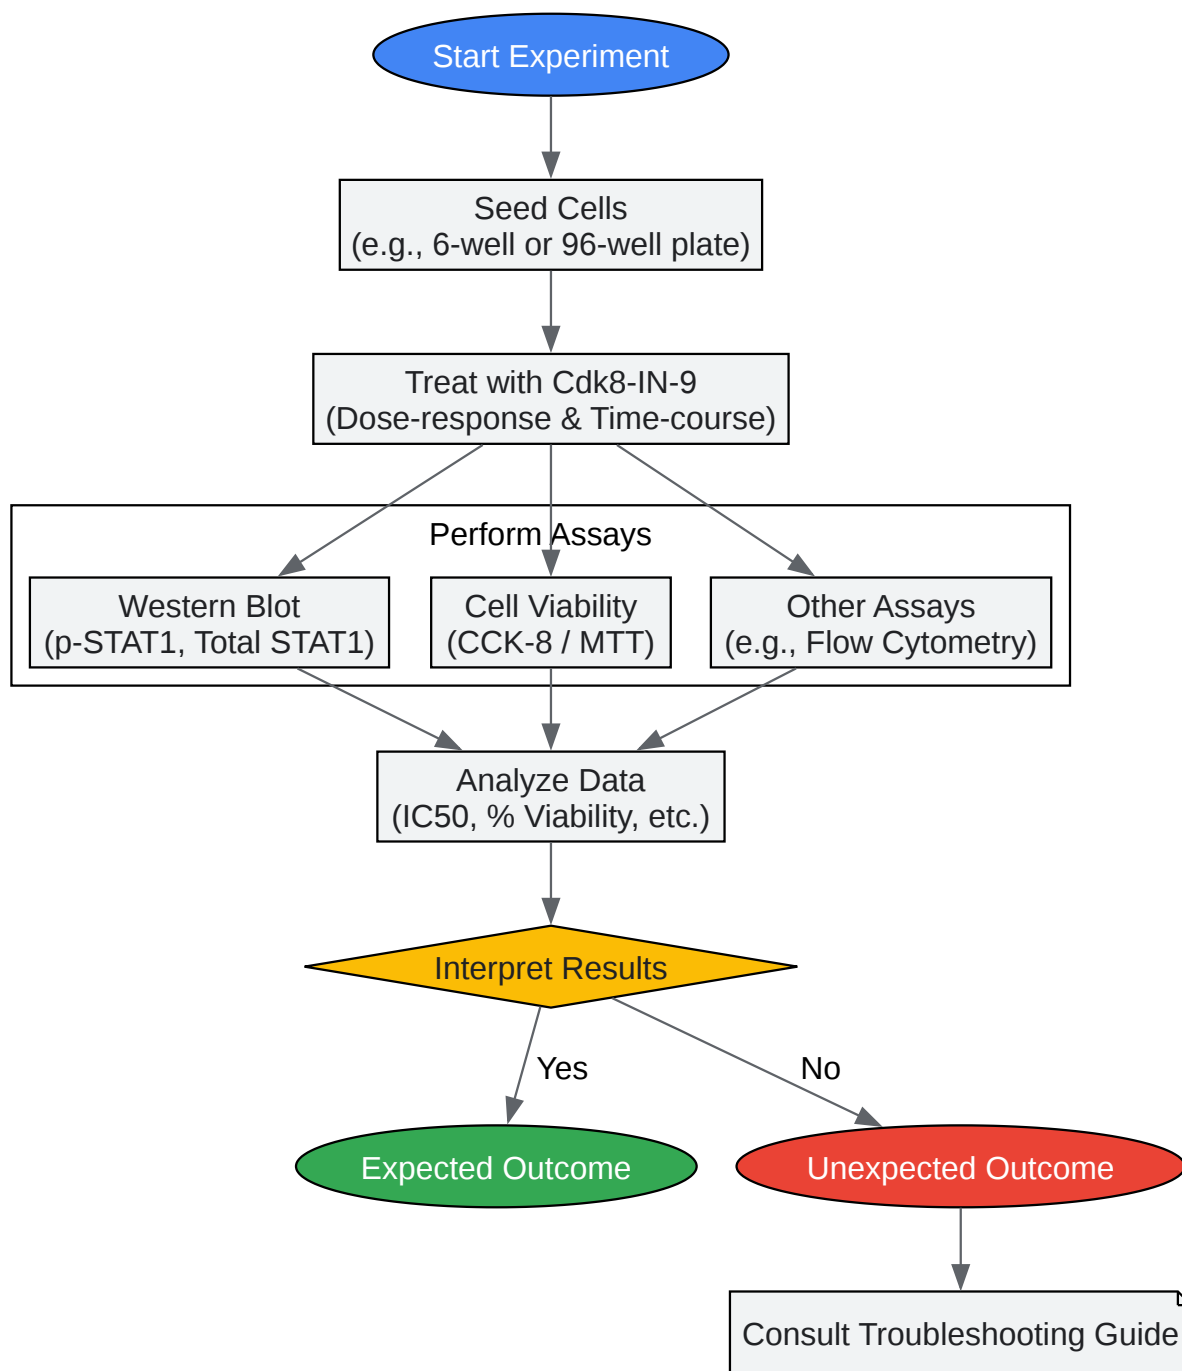 Start Experiment
Seed Cells
(e.g., 6-well or 96-well plate)
Treat with Cdk8-IN-9
(Dose-response & Time-course)
Perform Assays
Western Blot
(p-STAT1, Total STAT1)
Cell Viability
(CCK-8 / MTT)
Other Assays
(e.g., Flow Cytometry)
Analyze Data
(IC50, % Viability, etc.)
Interpret Results
Yes
No
Expected Outcome
Unexpected Outcome
Consult Troubleshooting Guide